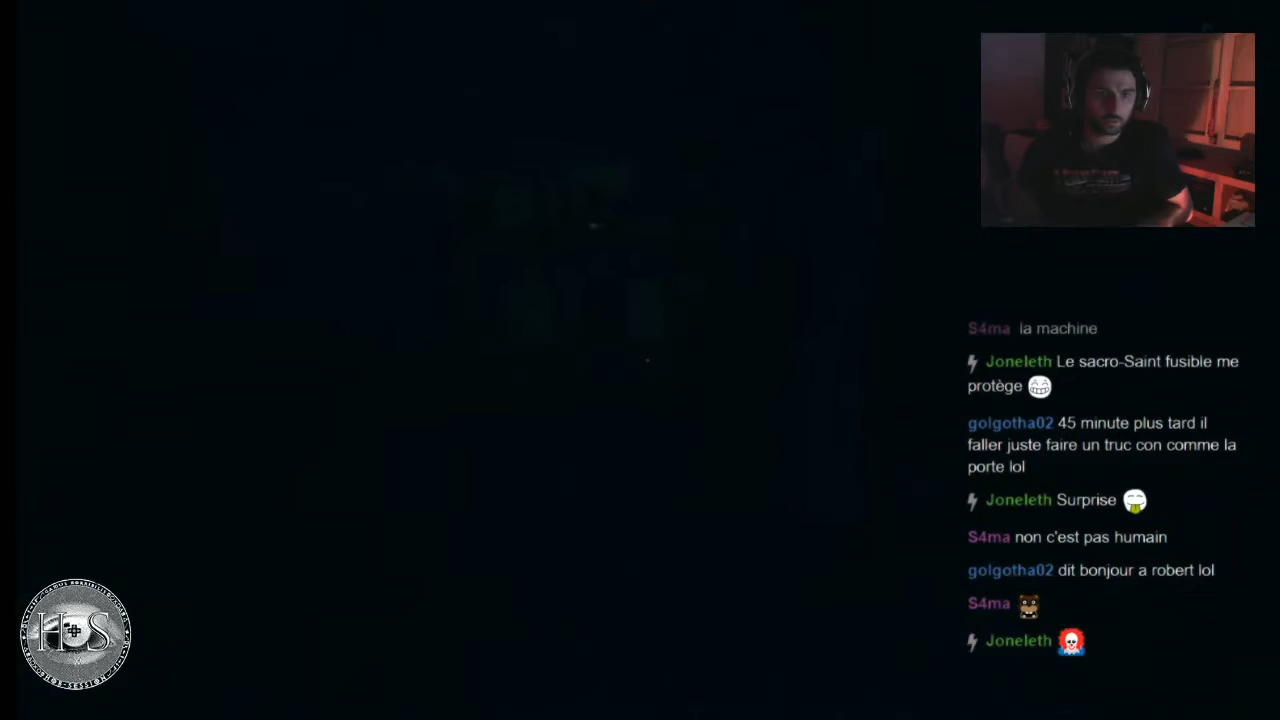 S4ma la machine
Joneleth Le sacro-Saint fusible me
protège
golgotha02 45 minute plus tard il
faller juste faire un truc con comme la
porte lol
Joneleth Surprise
S4ma non c'est pas humain
golgotha02 dit bonjour a robert lol
S4ma
Joneleth
H S